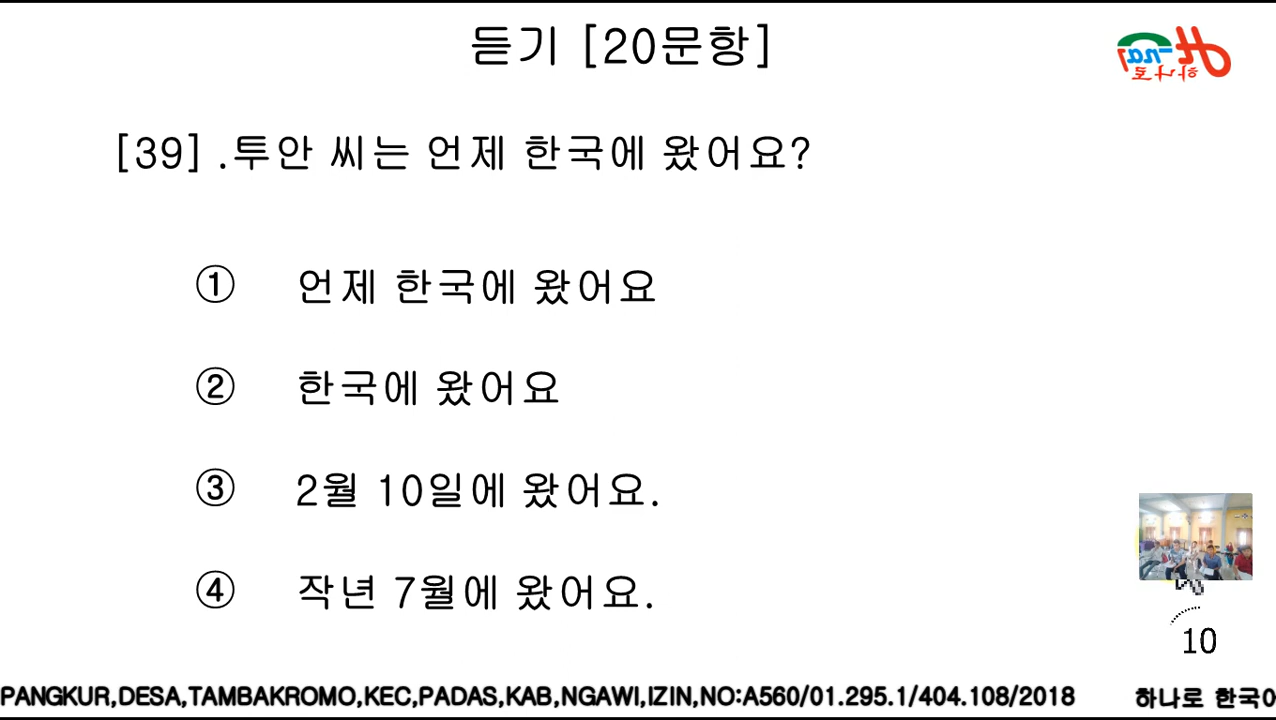 듣기 [20문항]
[39] .투안 씨는 언제 한국에 왔어요?
① 언제 한국에 왔어요
② 한국에 왔어요
③ 2월 10일에 왔어요.
④ 작년 7월에 왔어요.
10
PANGKUR,DESA,TAMBAKROMO,KEC,PADAS,KAB,NGAWI,IZIN,NO:A560/01.295.1/404.108/2018 하나로 한국어